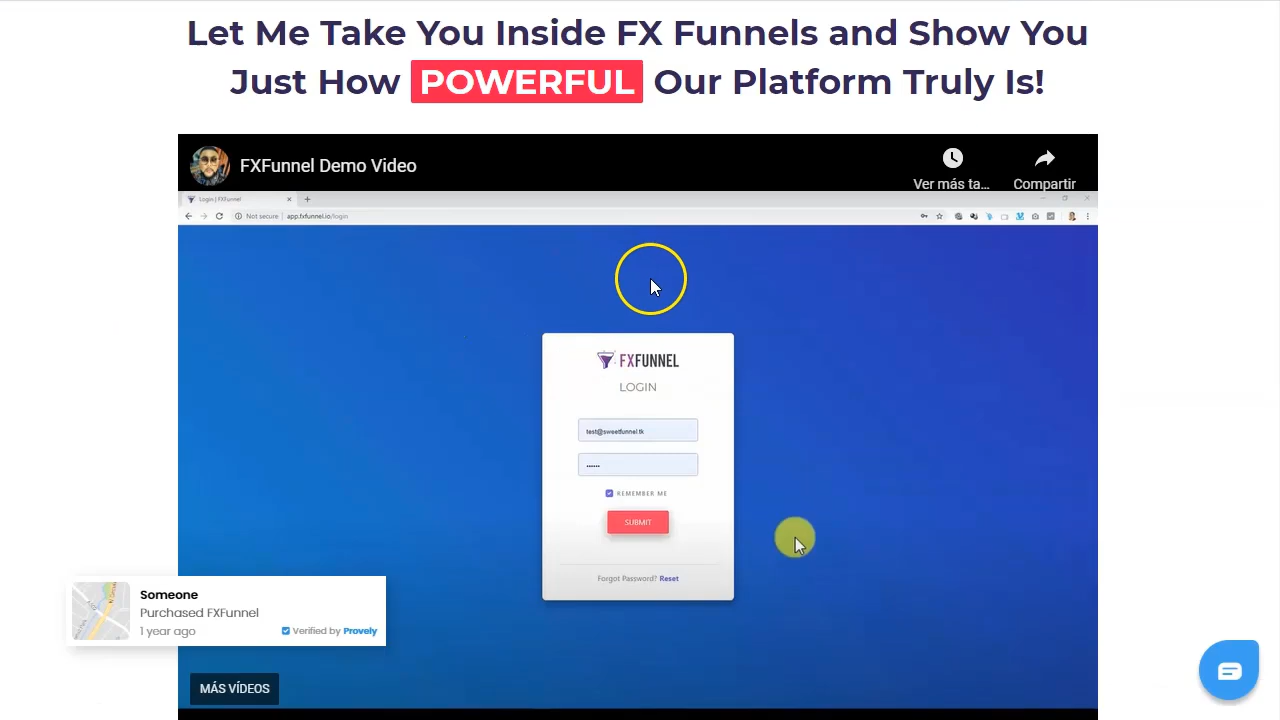 Let Me Take You Inside FX Funnels and Show You
Just How POWERFUL Our Platform Truly Is!
FXFunnel Demo Video
Ver más ta...
Compartir
Login | FXFunnel
Not secure | app.fxfunnel.io/login
FXFUNNEL
LOGIN
test@sweetfunnel.tk
REMEMBER ME
SUBMIT
Forgot Password? Reset
Someone
Purchased FXFunnel
1 year ago
Verified by Provely
MÁS VÍDEOS